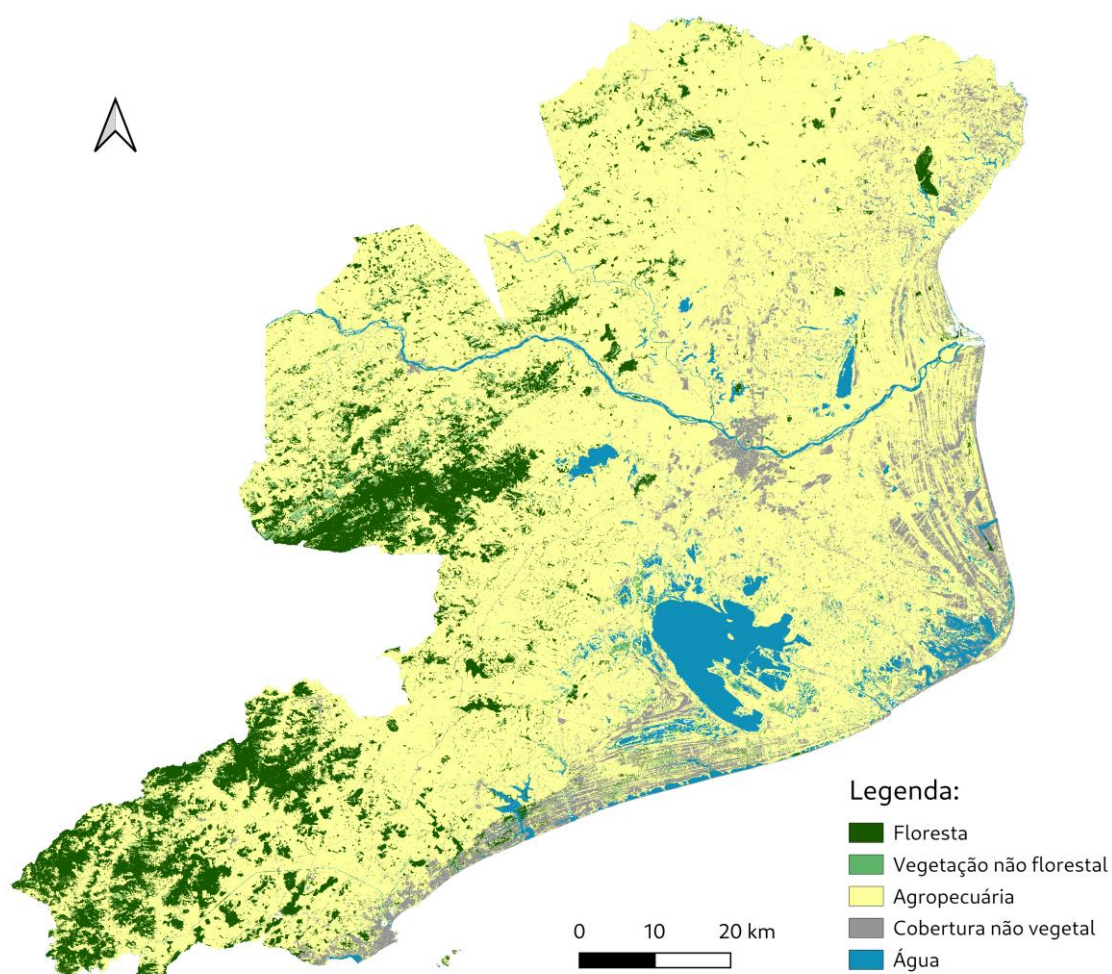 Legenda:
Floresta
Vegetação não florestal
Agropecuária
Cobertura não vegetal
Água
0 10 20 km